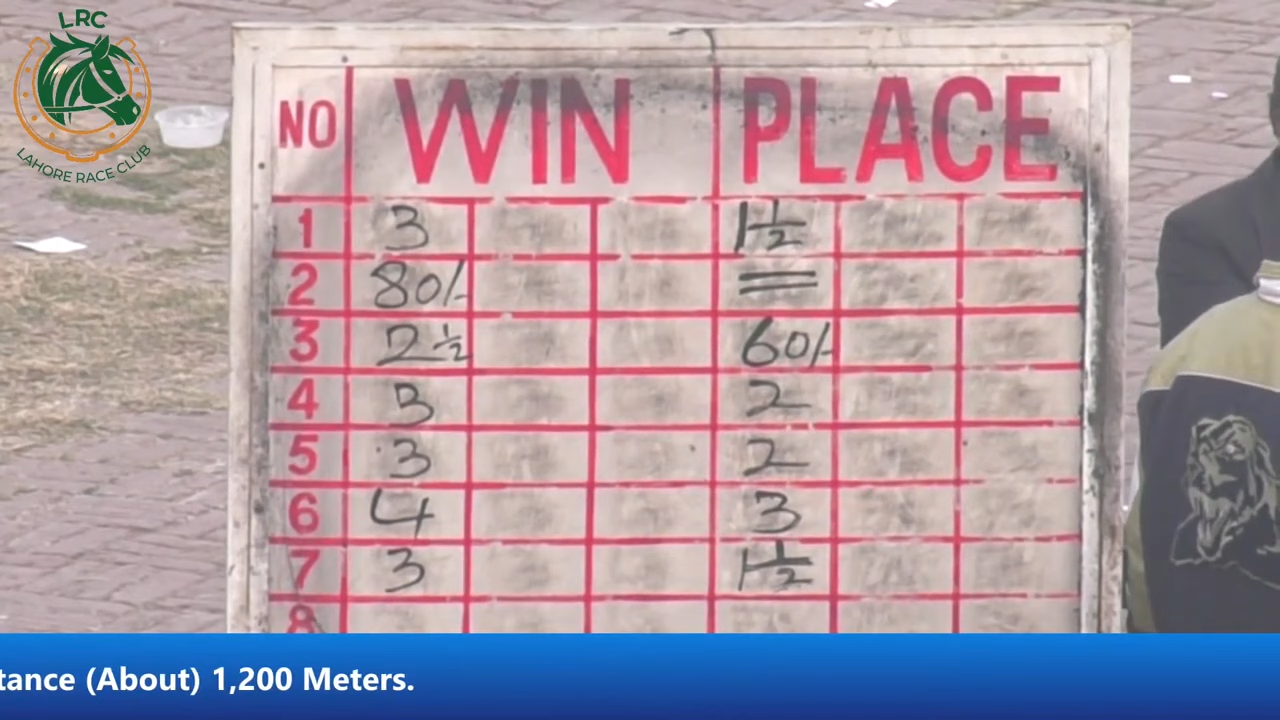 LRC
LAHORE RACE CLUB
NO WIN PLACE
1 3 1½
2 80/- =
3 2½ 60/-
4 3 2
5 3 2
6 4 3
7 3 1½
8
tance (About) 1,200 Meters.